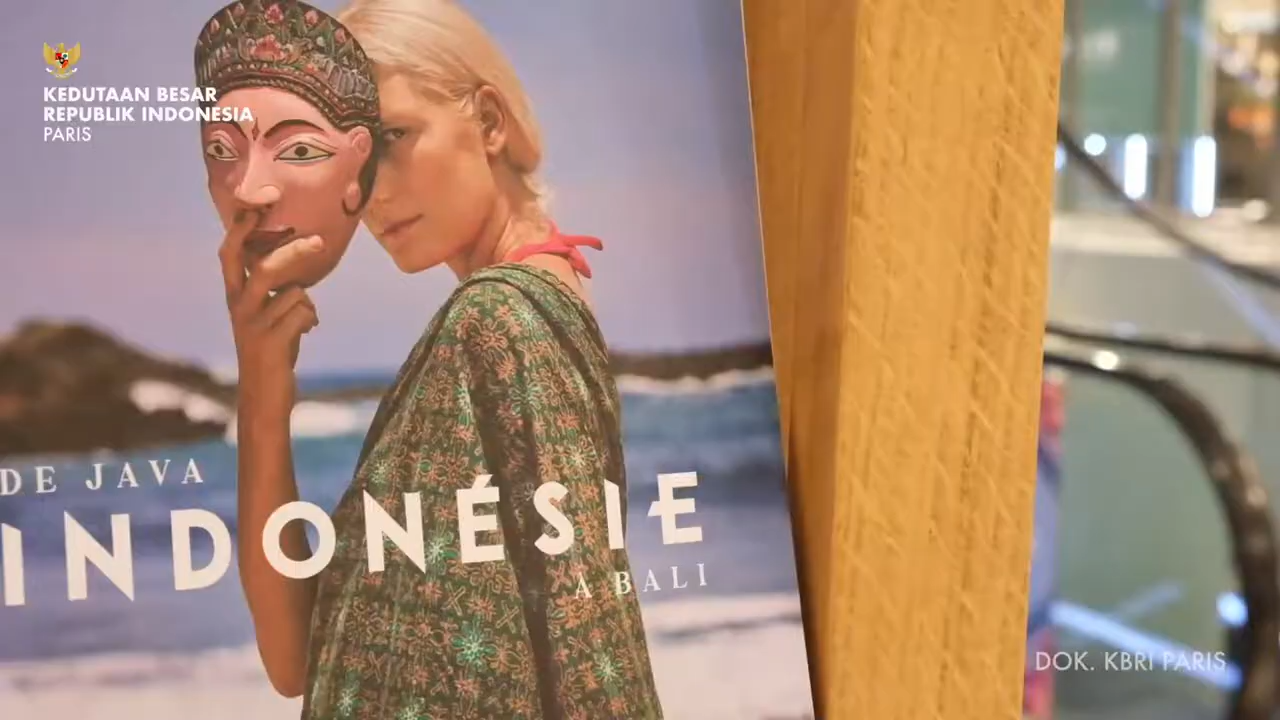 KEDUTAAN BESAR
REPUBLIK INDONESIA
PARIS
DE JAVA
INDONÉSIE
A BALI
DOK. KBRI PARIS